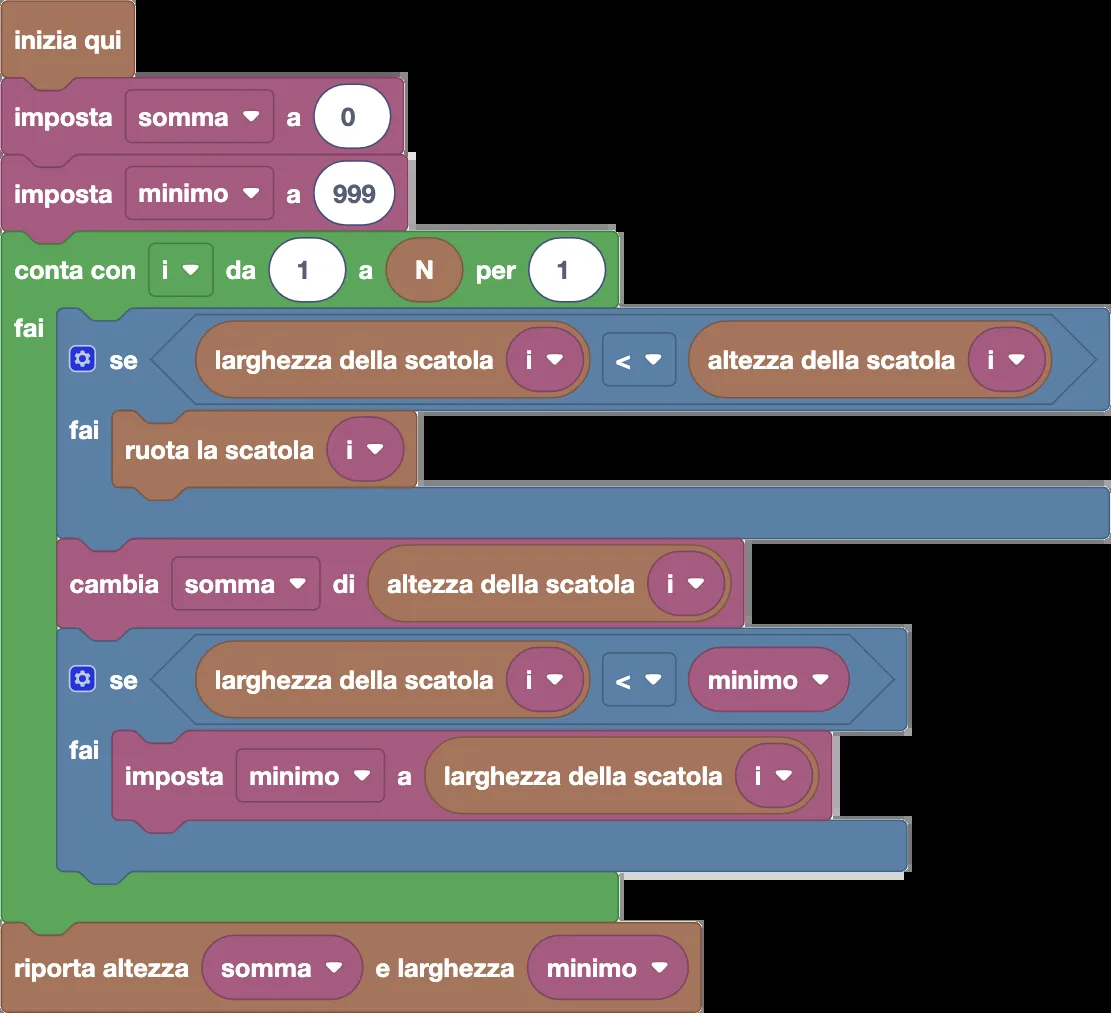 inizia qui
imposta somma a 0
imposta minimo a 999
conta con i da 1 a N per 1
fai
se larghezza della scatola i < altezza della scatola i
fai
ruota la scatola i
cambia somma di altezza della scatola i
se larghezza della scatola i < minimo
fai
imposta minimo a larghezza della scatola i
riporta altezza somma e larghezza minimo